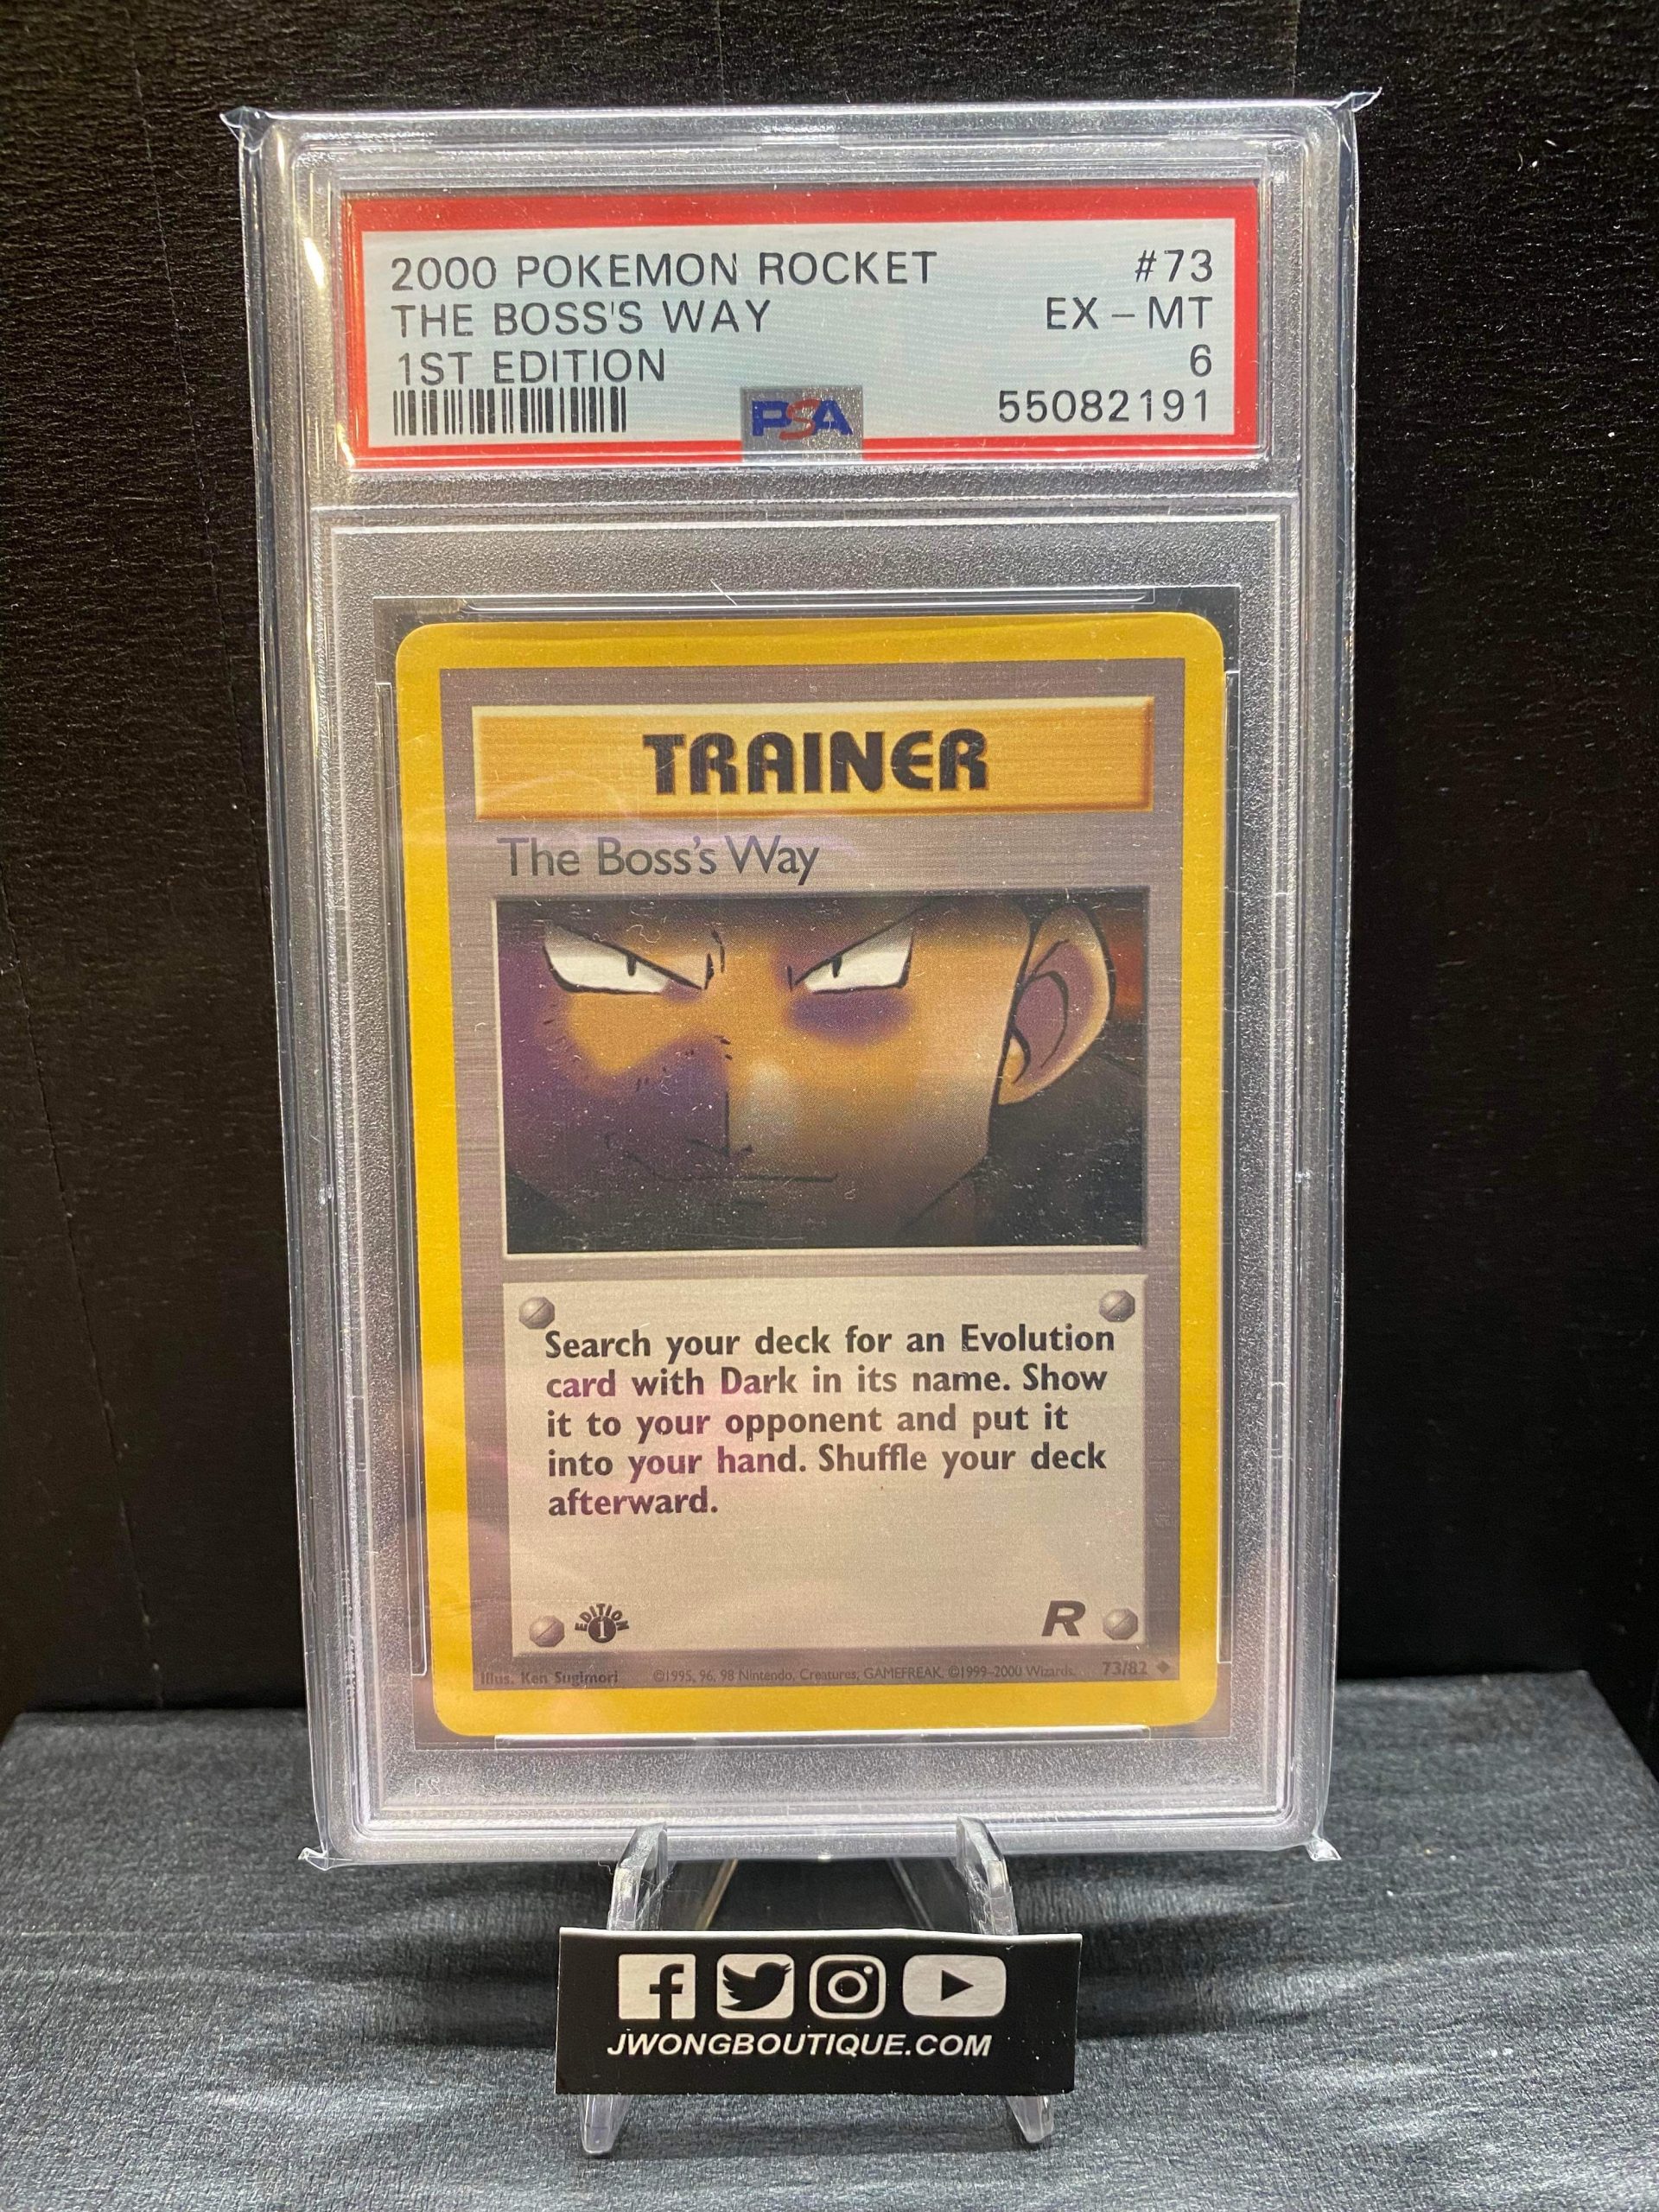 2000 POKEMON ROCKET #73
THE BOSS'S WAY EX - MT
1ST EDITION 6
55082191
PSA
TRAINER
The Boss's Way
Search your deck for an Evolution
card with Dark in its name. Show
it to your opponent and put it
into your hand. Shuffle your deck
afterward.
EDITION
1
R
Illus. Ken Sugimori ©1995, 96, 98 Nintendo, Creatures, GAMEFREAK. ©1999-2000 Wizards. 73/82
JWONGBOUTIQUE.COM